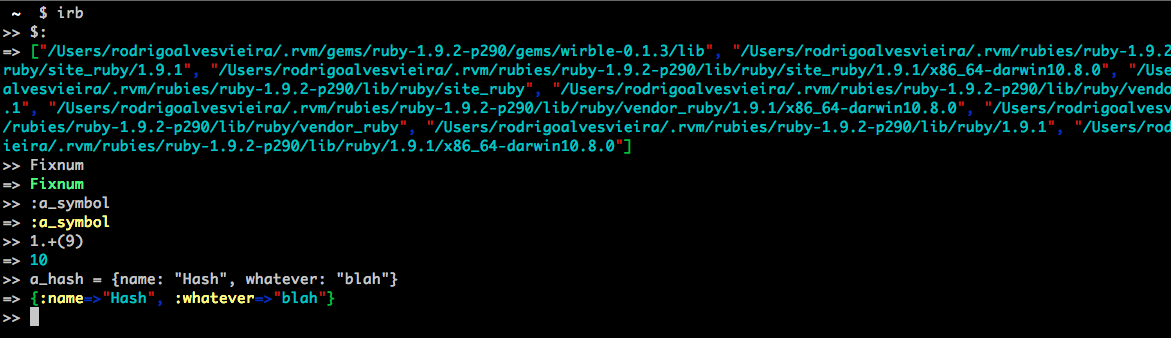 ~  $ irb
>> $:
=> ["/Users/rodrigoalvesvieira/.rvm/gems/ruby-1.9.2-p290/gems/wirble-0.1.3/lib", "/Users/rodrigoalvesvieira/.rvm/rubies/ruby-1.9.2
ruby/site_ruby/1.9.1", "/Users/rodrigoalvesvieira/.rvm/rubies/ruby-1.9.2-p290/lib/ruby/site_ruby/1.9.1/x86_64-darwin10.8.0", "/Use
alvesvieira/.rvm/rubies/ruby-1.9.2-p290/lib/ruby/site_ruby", "/Users/rodrigoalvesvieira/.rvm/rubies/ruby-1.9.2-p290/lib/ruby/vend
.1", "/Users/rodrigoalvesvieira/.rvm/rubies/ruby-1.9.2-p290/lib/ruby/vendor_ruby/1.9.1/x86_64-darwin10.8.0", "/Users/rodrigoalves
/rubies/ruby-1.9.2-p290/lib/ruby/vendor_ruby", "/Users/rodrigoalvesvieira/.rvm/rubies/ruby-1.9.2-p290/lib/ruby/1.9.1", "/Users/rod
ieira/.rvm/rubies/ruby-1.9.2-p290/lib/ruby/1.9.1/x86_64-darwin10.8.0"]
>> Fixnum
=> Fixnum
>> :a_symbol
=> :a_symbol
>> 1.+(9)
=> 10
>> a_hash = {name: "Hash", whatever: "blah"}
=> {:name=>"Hash", :whatever=>"blah"}
>>